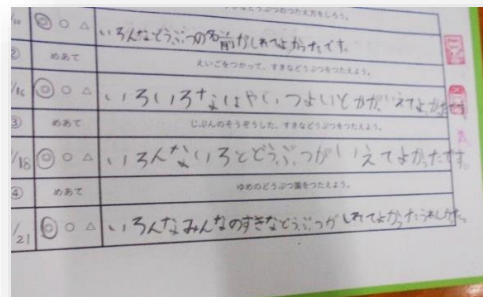 ◎ ○ △
いろんなどうぶつの名前がしれてよかったです。
② めあて えいごをつかって、すきなどうぶつをつたえよう。
/16 ◎ ○ △ いろいろなはやい つよいとかが、いえてよかったです。
③ めあて じぶんのそうぞうした、すきなどうぶつをつたえよう。
/18 ◎ ○ △ いろんないろとどうぶつがいえてよかったです。
④ めあて ゆめのどうぶつ園をつたえよう。
/21 ◎ ○ △ いろんなみんなのすきなどうぶつがしれてよかった